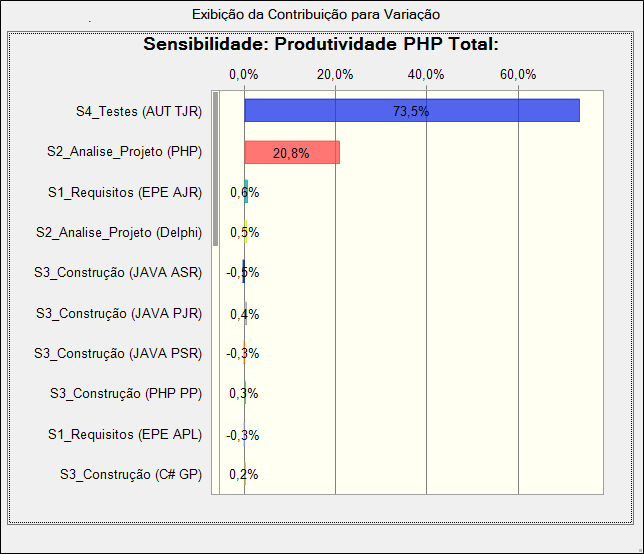 Exibição da Contribuição para Variação
Sensibilidade: Produtividade PHP Total:
0,0% 20,0% 40,0% 60,0%
S4_Testes (AUT TJR) 73,5%
S2_Analise_Projeto (PHP) 20,8%
S1_Requisitos (EPE AJR) 0,6%
S2_Analise_Projeto (Delphi) 0,5%
S3_Construção (JAVA ASR) -0,5%
S3_Construção (JAVA PJR) 0,4%
S3_Construção (JAVA PSR) -0,3%
S3_Construção (PHP PP) 0,3%
S1_Requisitos (EPE APL) -0,3%
S3_Construção (C# GP) 0,2%